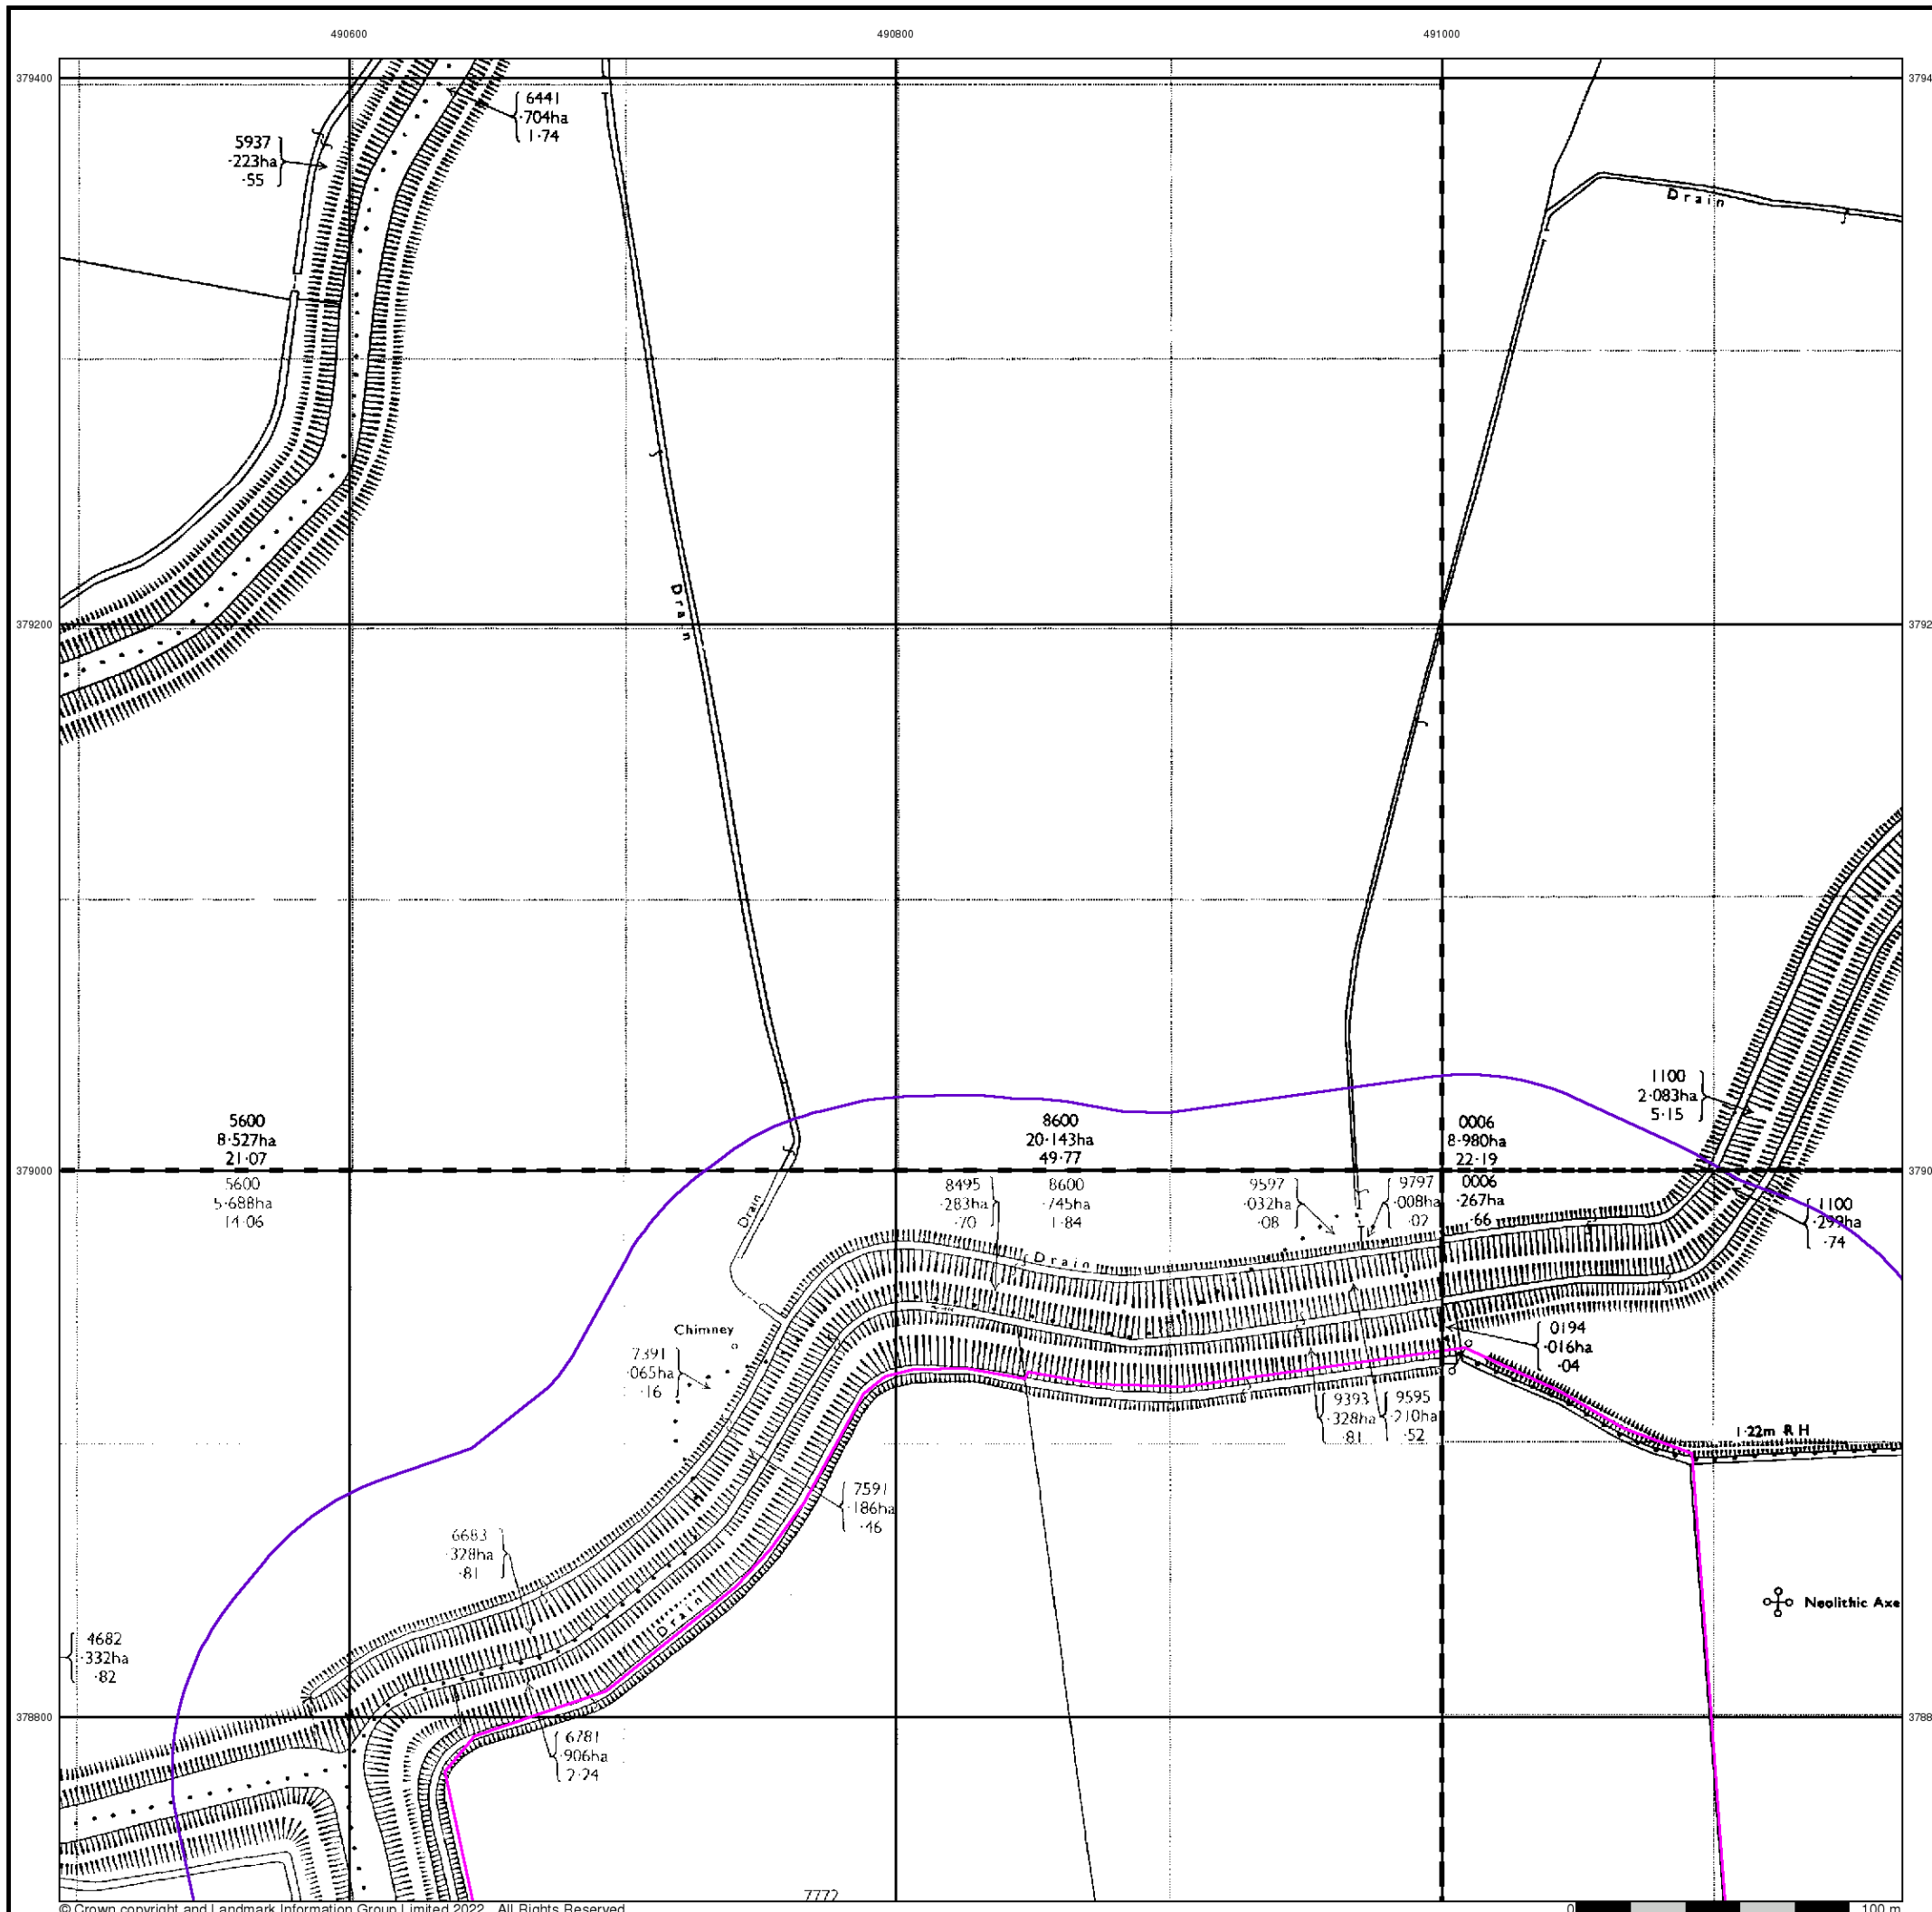 490600
490800
491000
379400
3794
5937
·223ha
·55
6441
·704ha
1·74
Drain
379200
3792
Drain
1100
2·083ha
5·15
5600
8·527ha
21·07
8600
20·143ha
49·77
0006
8·980ha
22·19
379000
3790
5600
5·688ha
14·06
Drain
8495
·283ha
·70
8600
·745ha
1·84
9597
·032ha
·08
9797
·008ha
·02
0006
·267ha
·66
1100
·299ha
·74
Drain
Chimney
7391
·065ha
·16
0194
·016ha
·04
9393
·328ha
·81
9595
·210ha
·52
1·22m R H
7591
·186ha
·46
6683
·328ha
·81
Neolithic Axe
Drain
4682
·332ha
·82
378800
3788
6781
·906ha
2·24
7772
© Crown copyright and Landmark Information Group Limited 2022. All Rights Reserved.
0
100 m